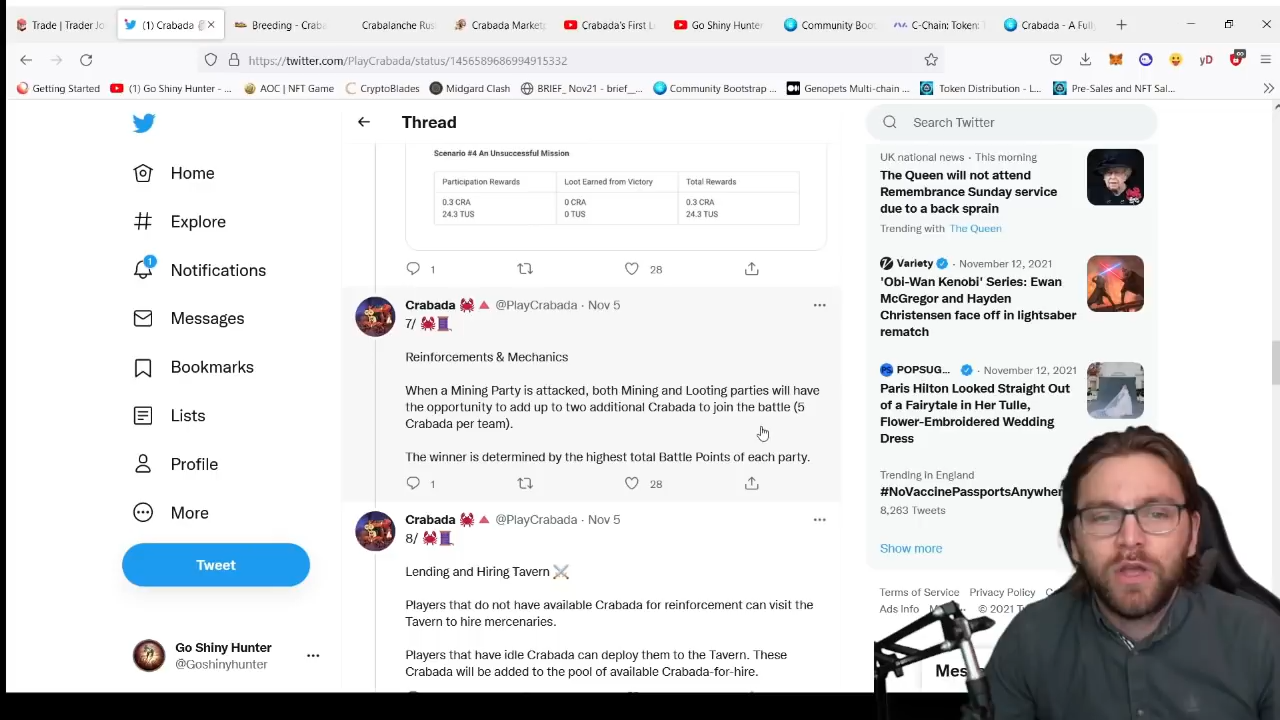 Trade | Trader Jo
(1) Crabada
Breeding – Craba
Crabalanche Rus
Crabada Market
Crabada's First L
Go Shiny Hunter
Community Boo
C-Chain: Token:
Crabada - A Full
https://twitter.com/PlayCrabada/status/1456589686994915332
Getting Started
(1) Go Shiny Hunter - ...
AOC | NFT Game
CryptoBlades
Midgard Clash
BRIEF_ Nov21 - brief_...
Community Bootstrap ...
Genopets Multi-chain ...
Token Distribution - L...
Pre-Sales and NFT Sal...
Home
Explore
1
Notifications
Messages
Bookmarks
Lists
Profile
More
Tweet
Go Shiny Hunter
@Goshinyhunter
Thread
Scenario #4 An Unsuccessful Mission
Participation Rewards
Loot Earned from Victory
Total Rewards
0.3 CRA
0 CRA
0.3 CRA
24.3 TUS
0 TUS
24.3 TUS
1
28
Crabada 🦀🔺 @PlayCrabada · Nov 5
7/ 🦀🧵
Reinforcements & Mechanics
When a Mining Party is attacked, both Mining and Looting parties will have
the opportunity to add up to two additional Crabada to join the battle (5
Crabada per team).
The winner is determined by the highest total Battle Points of each party.
1
28
Crabada 🦀🔺 @PlayCrabada · Nov 5
8/ 🦀🧵
Lending and Hiring Tavern ⚔️
Players that do not have available Crabada for reinforcement can visit the
Tavern to hire mercenaries.
Players that have idle Crabada can deploy them to the Tavern. These
Crabada will be added to the pool of available Crabada-for-hire.
Search Twitter
UK national news · This morning
The Queen will not attend
Remembrance Sunday service
due to a back sprain
Trending with The Queen
Variety · November 12, 2021
'Obi-Wan Kenobi' Series: Ewan
McGregor and Hayden
Christensen face off in lightsaber
rematch
POPSUG... · November 12, 2021
Paris Hilton Looked Straight Out
of a Fairytale in Her Tulle,
Flower-Embroidered Wedding
Dress
Trending in England
#NoVaccinePassportsAnywher
8,263 Tweets
Show more
Terms of Service Privacy Policy
Ads Info
© 2021
Mes